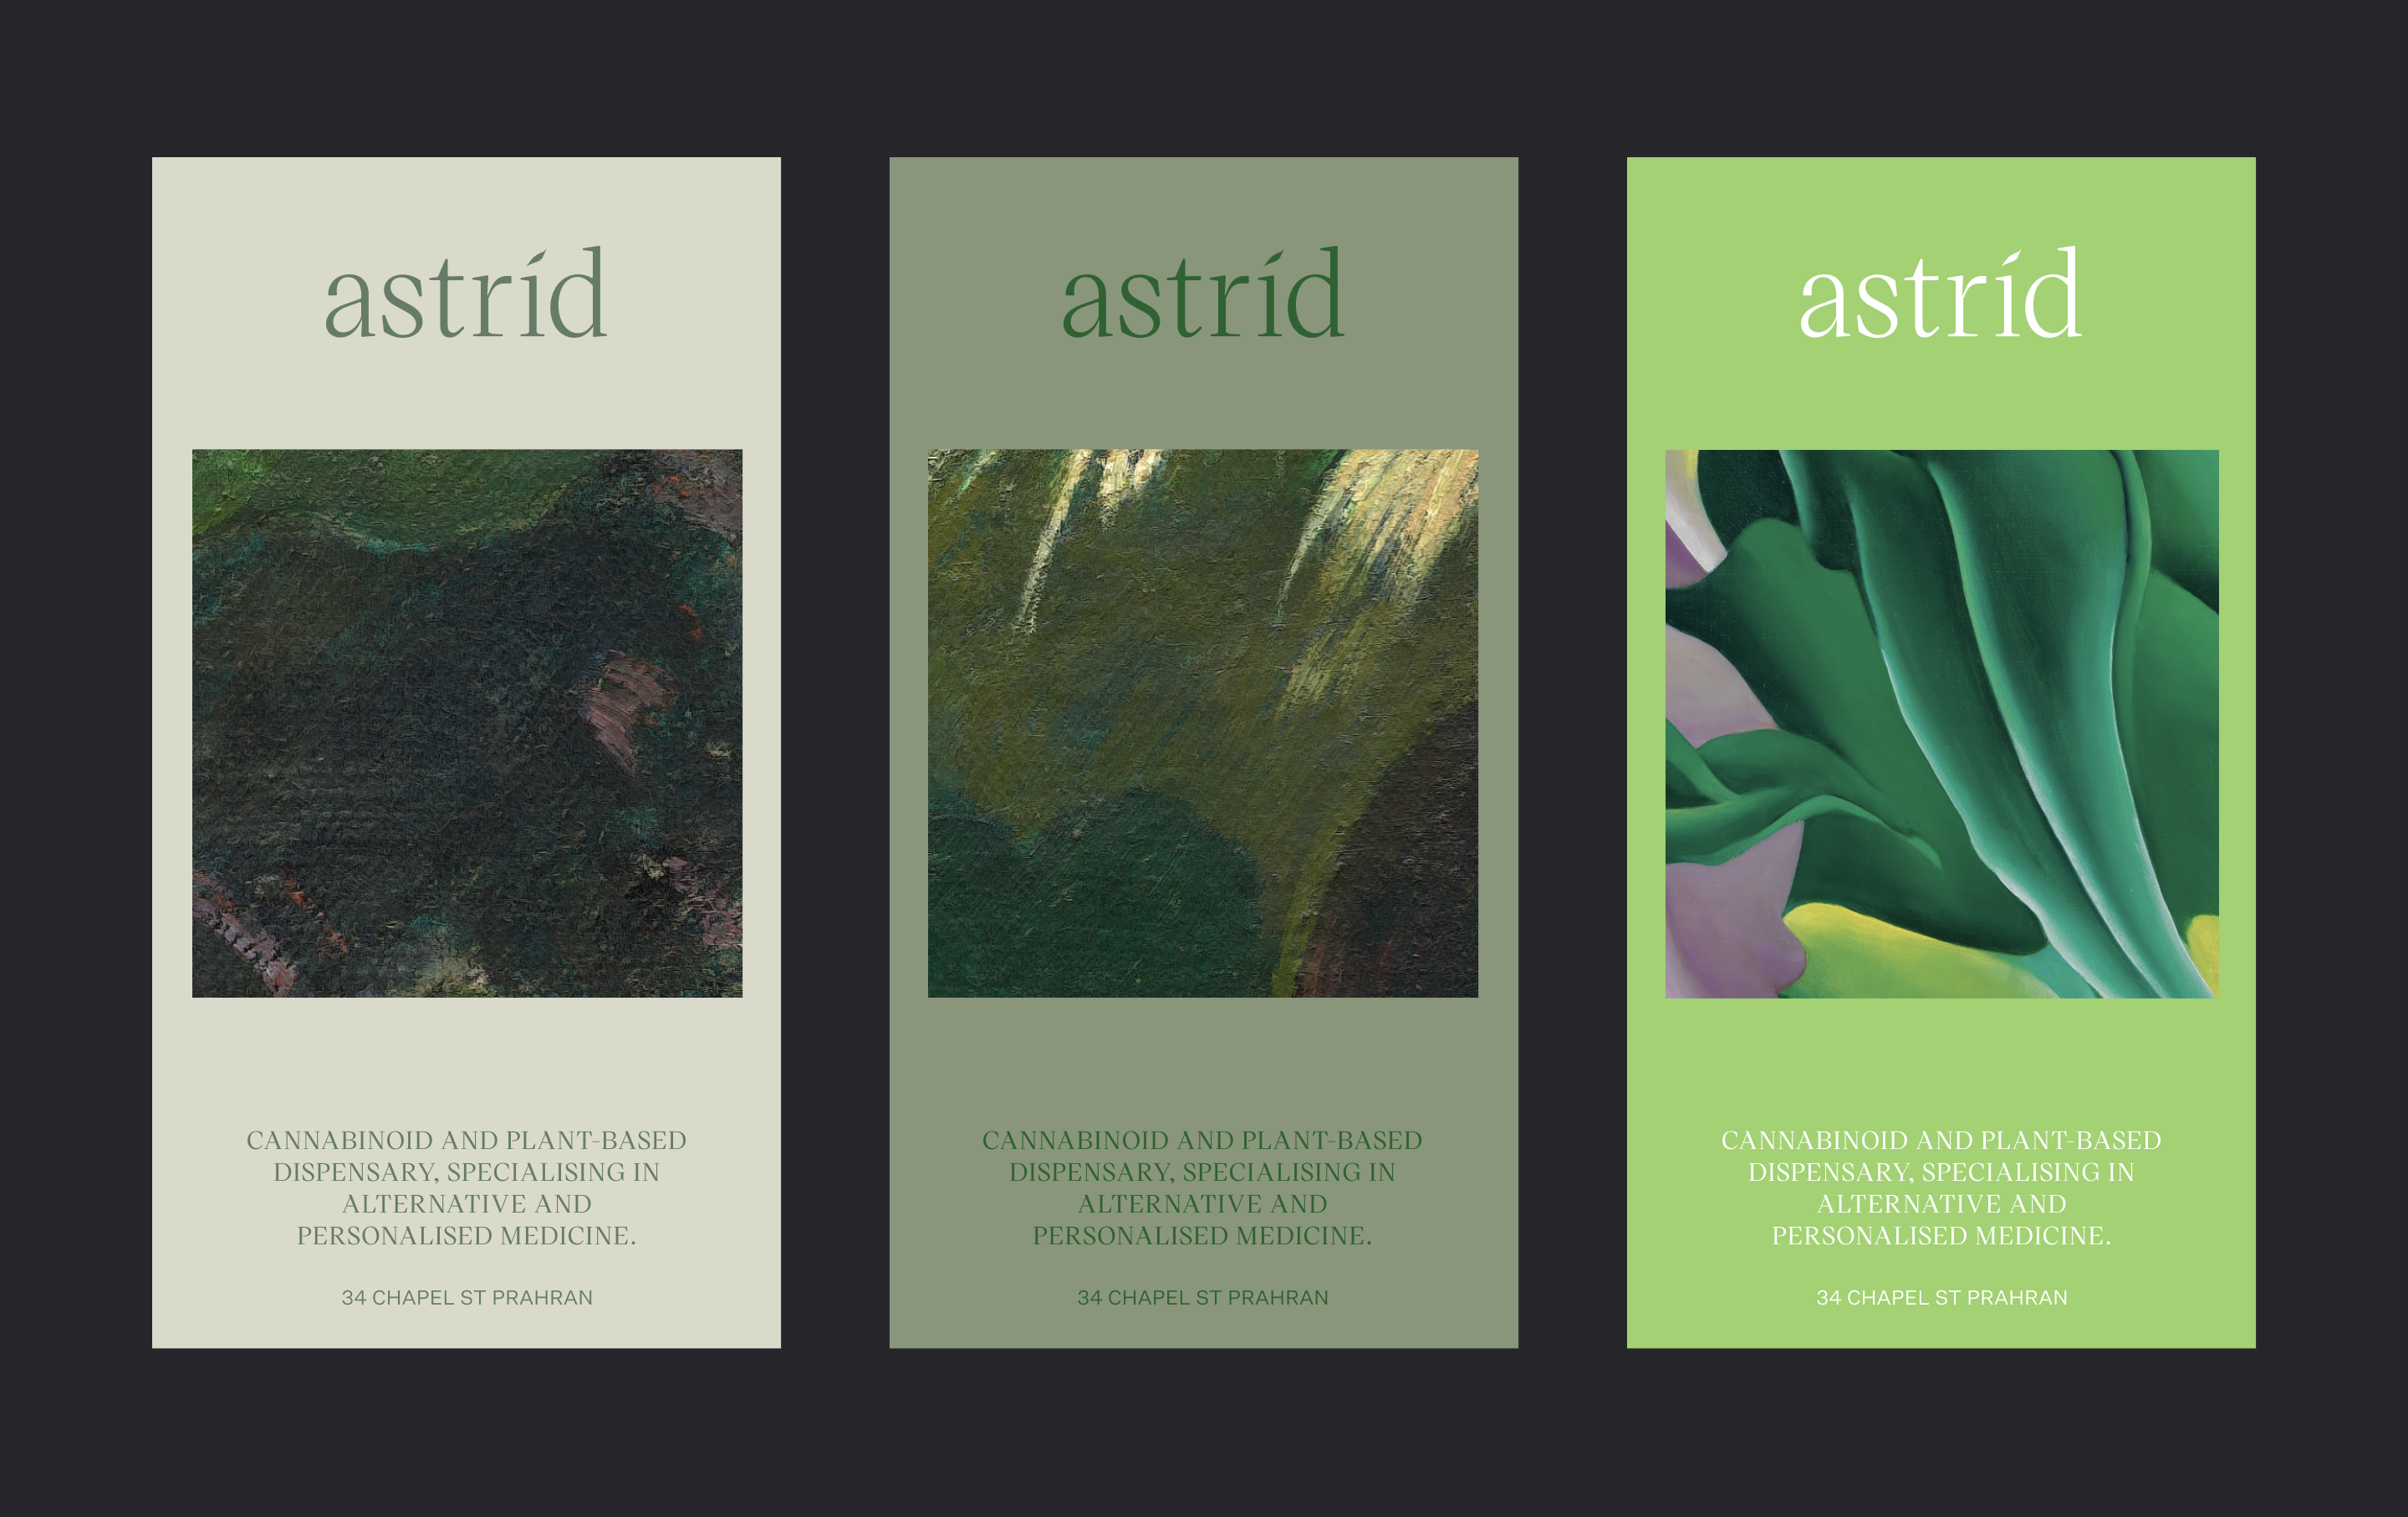 astríd
CANNABINOID AND PLANT-BASED
DISPENSARY, SPECIALISING IN
ALTERNATIVE AND
PERSONALISED MEDICINE.
34 CHAPEL ST PRAHRAN
astríd
CANNABINOID AND PLANT-BASED
DISPENSARY, SPECIALISING IN
ALTERNATIVE AND
PERSONALISED MEDICINE.
34 CHAPEL ST PRAHRAN
astríd
CANNABINOID AND PLANT-BASED
DISPENSARY, SPECIALISING IN
ALTERNATIVE AND
PERSONALISED MEDICINE.
34 CHAPEL ST PRAHRAN